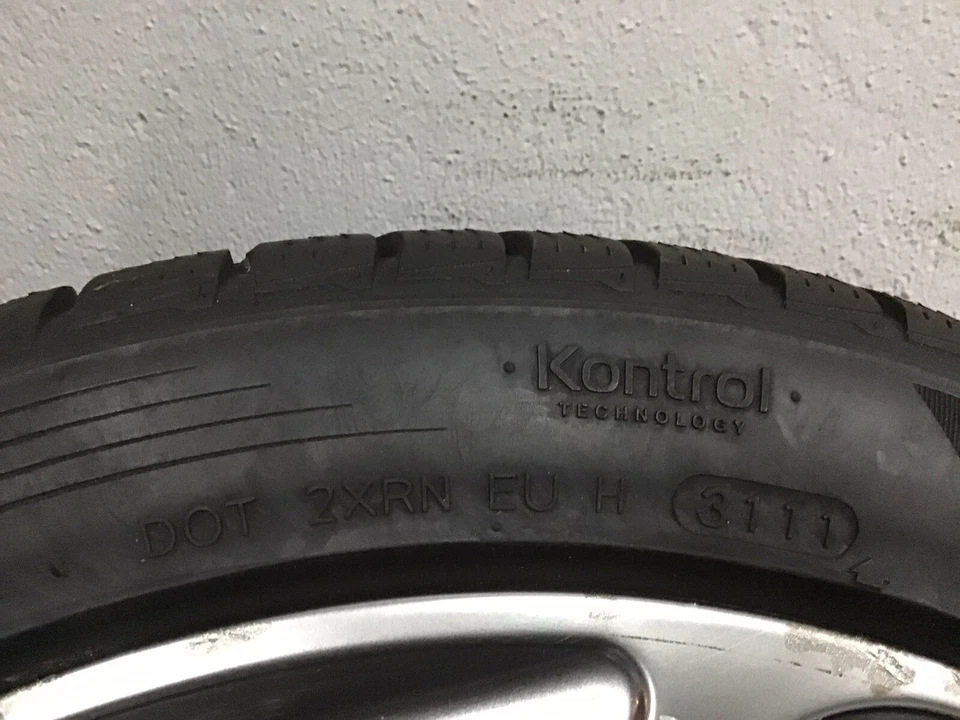 Kontrol
TECHNOLOGY
DOT 2XRN EU H 3111